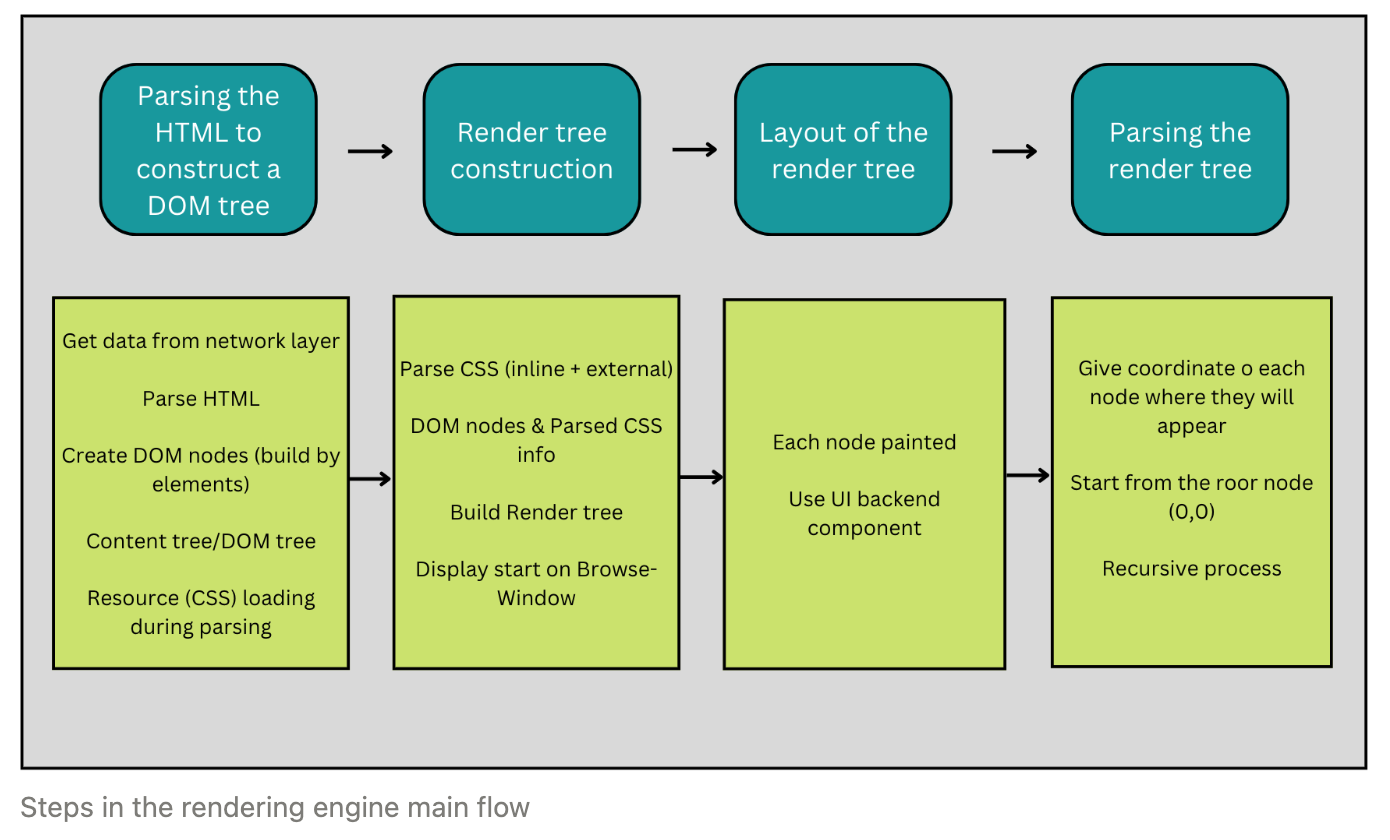 Parsing the
HTML to
construct a
DOM tree
Render tree
construction
Layout of the
render tree
Parsing the
render tree
Get data from network layer
Parse HTML
Create DOM nodes (build by
elements)
Content tree/DOM tree
Resource (CSS) loading
during parsing
Parse CSS (inline + external)
DOM nodes & Parsed CSS
info
Build Render tree
Display start on Browse-
Window
Each node painted
Use UI backend
component
Give coordinate o each
node where they will
appear
Start from the roor node
(0,0)
Recursive process
Steps in the rendering engine main flow